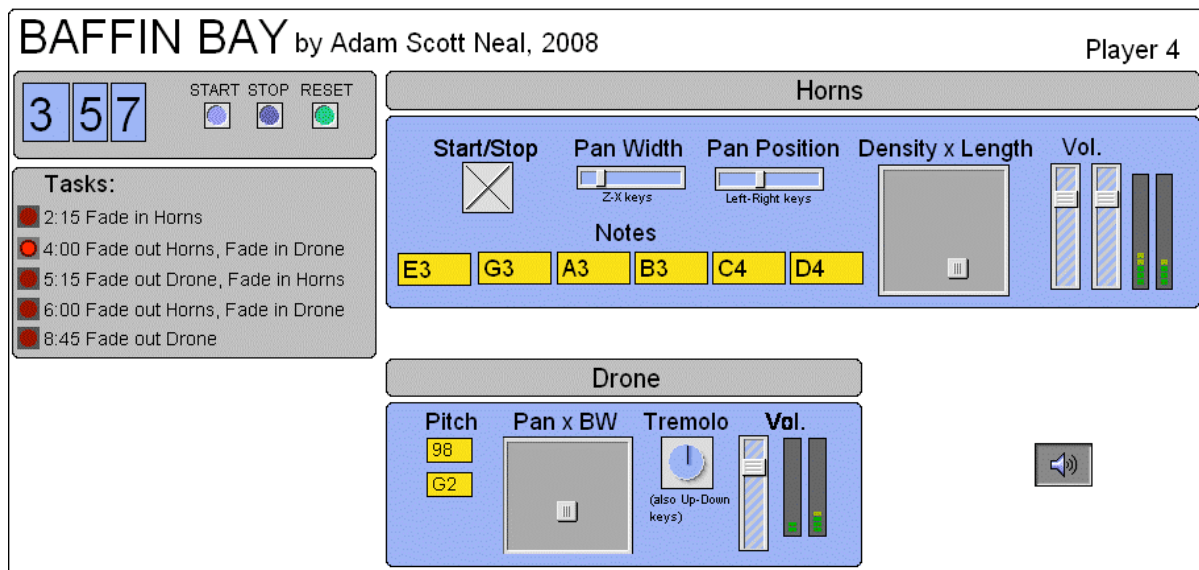 BAFFIN BAY by Adam Scott Neal, 2008
Player 4
3 5 7
START STOP RESET
Tasks:
2:15 Fade in Horns
4:00 Fade out Horns, Fade in Drone
5:15 Fade out Drone, Fade in Horns
6:00 Fade out Horns, Fade in Drone
8:45 Fade out Drone
Horns
Start/Stop Pan Width Pan Position Density x Length Vol.
Z-X keys Left-Right keys
Notes
E3 G3 A3 B3 C4 D4
Drone
Pitch Pan x BW Tremolo Vol.
98
G2
(also Up-Down
keys)